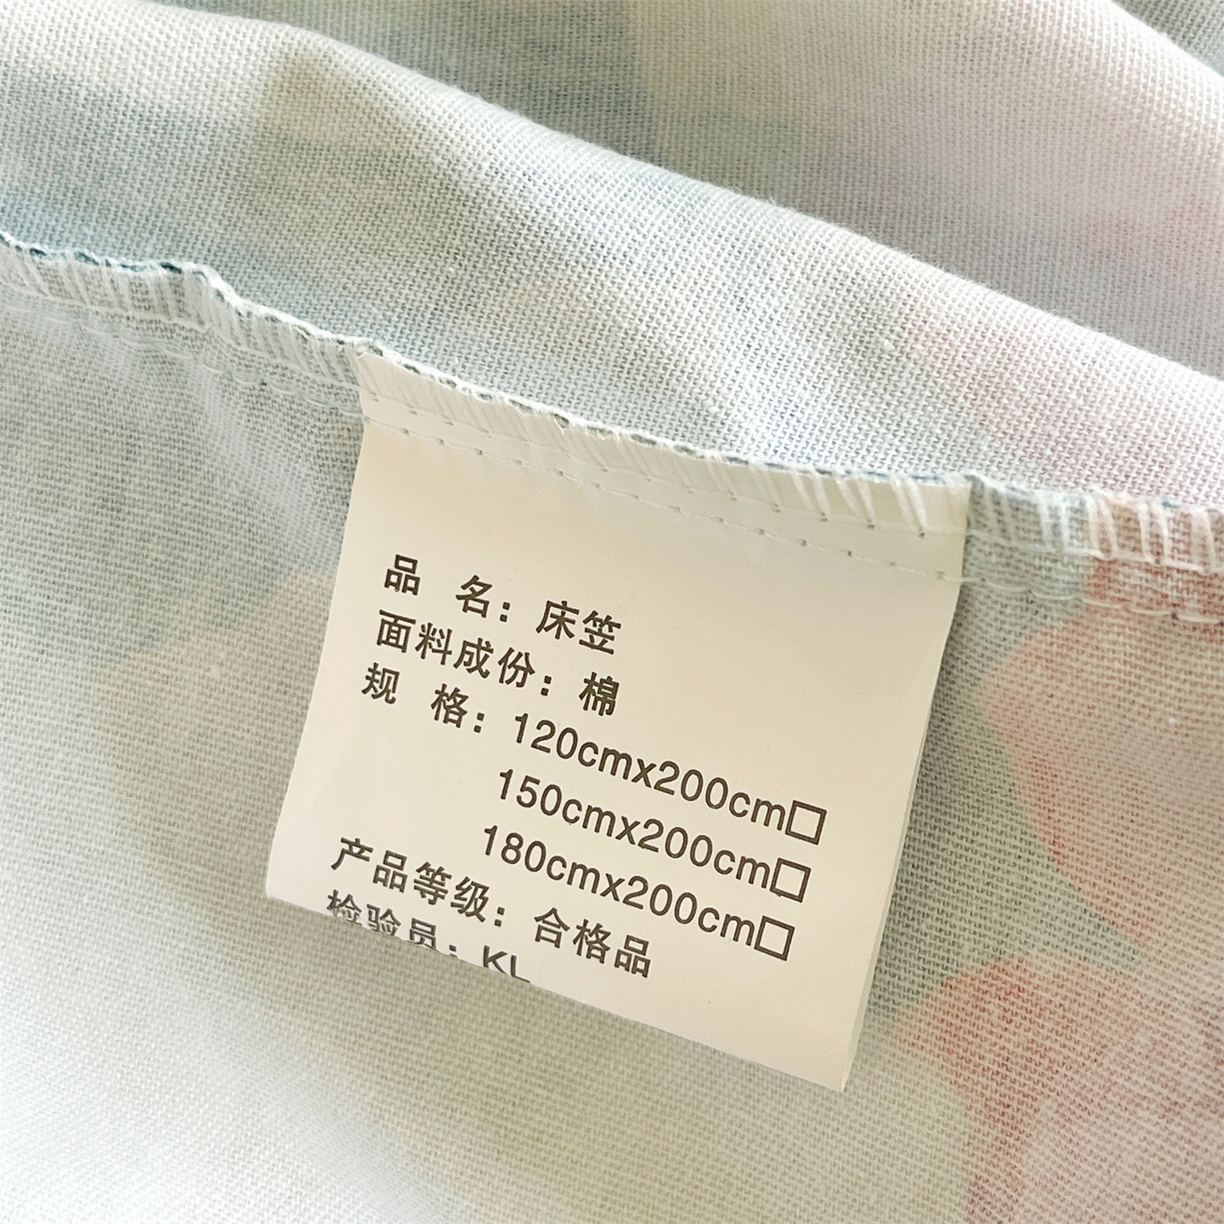 品 名：床笠
面料成份：棉
规 格：120cmx200cm□
150cmx200cm□
180cmx200cm□
产品等级：合格品
检验员：KL